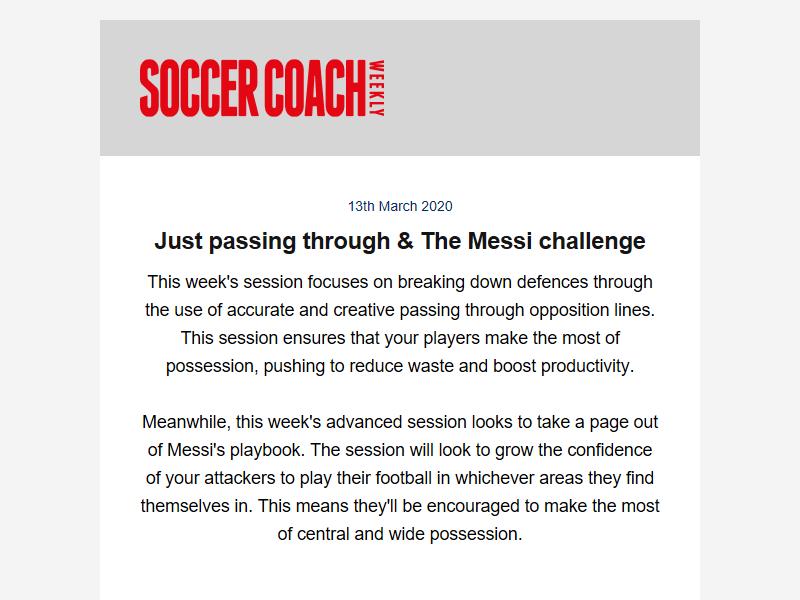 SOCCER COACH WEEKLY
13th March 2020
Just passing through & The Messi challenge
This week's session focuses on breaking down defences through
the use of accurate and creative passing through opposition lines.
This session ensures that your players make the most of
possession, pushing to reduce waste and boost productivity.
Meanwhile, this week's advanced session looks to take a page out
of Messi's playbook. The session will look to grow the confidence
of your attackers to play their football in whichever areas they find
themselves in. This means they'll be encouraged to make the most
of central and wide possession.